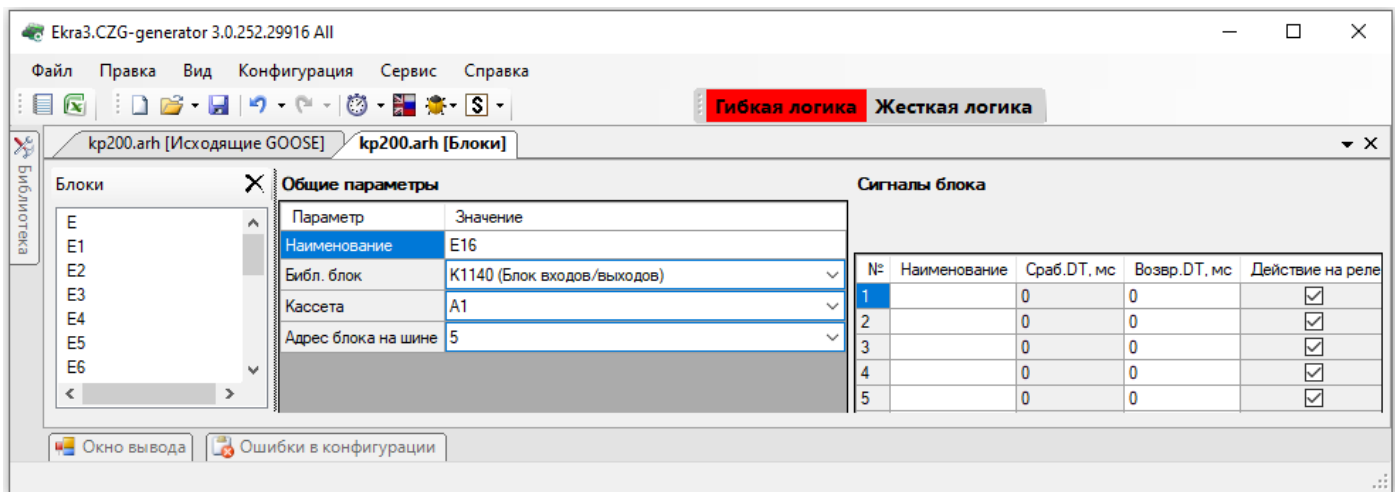 Ekra3.CZG-generator 3.0.252.29916 All
Файл Правка Вид Конфигурация Сервис Справка
Гибкая логика Жесткая логика
Библиотека
kp200.arh [Исходящие GOOSE] kp200.arh [Блоки]
Блоки
E
E1
E2
E3
E4
E5
E6
Общие параметры
Параметр Значение
Наименование E16
Библ. блок К1140 (Блок входов/выходов)
Кассета A1
Адрес блока на шине 5
Сигналы блока
№ Наименование Сраб.DT, мс Возвр.DT, мс Действие на реле
1 0 0
2 0 0
3 0 0
4 0 0
5 0 0
Окно вывода Ошибки в конфигурации